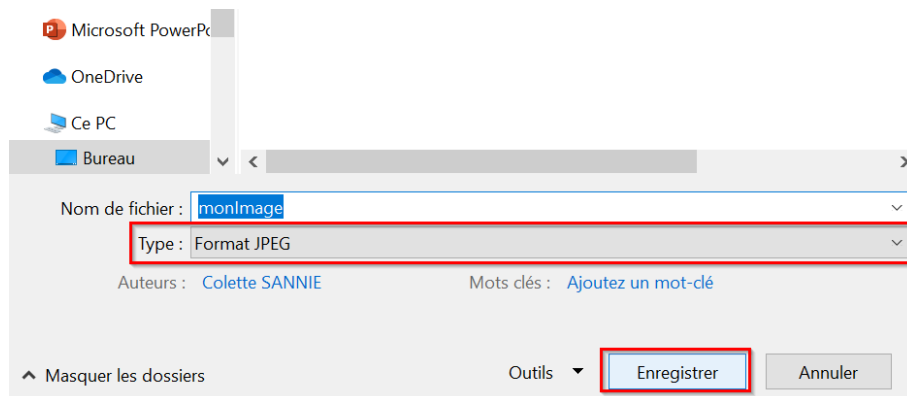 Microsoft PowerPo
OneDrive
Ce PC
Bureau
Nom de fichier : monImage
Type : Format JPEG
Auteurs : Colette SANNIE Mots clés : Ajoutez un mot-clé
Masquer les dossiers Outils Enregistrer Annuler